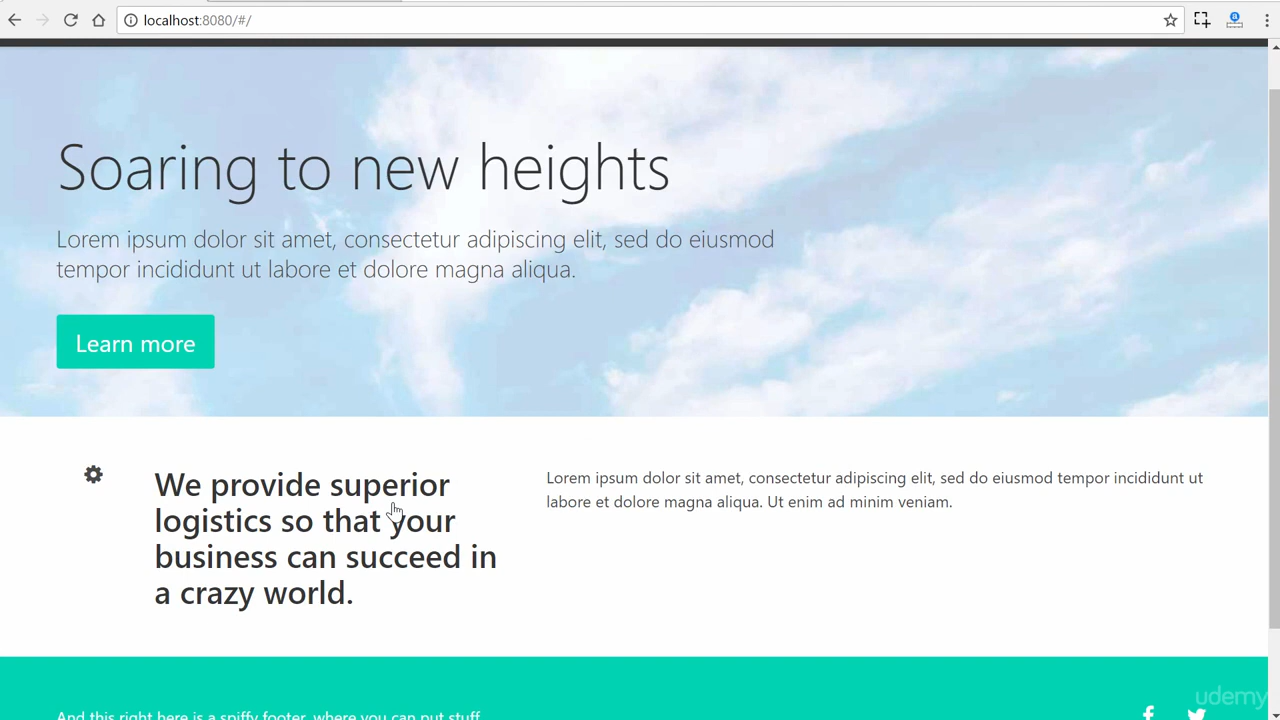 localhost:8080/#/
Soaring to new heights
Lorem ipsum dolor sit amet, consectetur adipiscing elit, sed do eiusmod
tempor incididunt ut labore et dolore magna aliqua.
Learn more
We provide superior
logistics so that your
business can succeed in
a crazy world.
Lorem ipsum dolor sit amet, consectetur adipiscing elit, sed do eiusmod tempor incididunt ut
labore et dolore magna aliqua. Ut enim ad minim veniam.
And this right here is a spiffy footer, where you can put stuff.
udemy